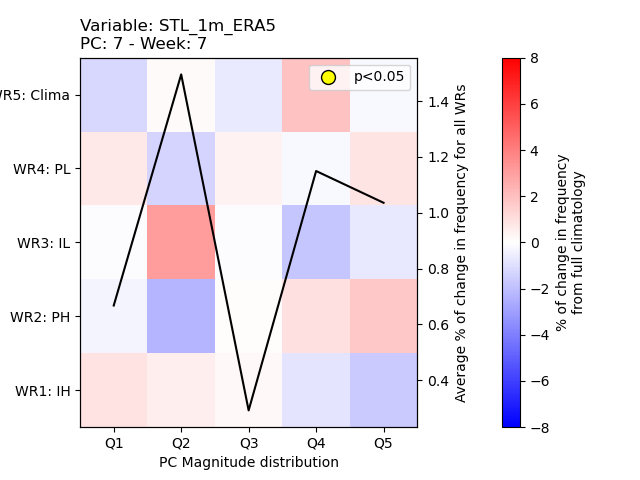 Variable: STL_1m_ERA5
PC: 7 - Week: 7
p<0.05
WR5: Clima
WR4: PL
WR3: IL
WR2: PH
WR1: IH
Q1 Q2 Q3 Q4 Q5
PC Magnitude distribution
1.4
1.2
1.0
0.8
0.6
0.4
Average % of change in frequency for all WRs
8
6
4
2
0
−2
−4
−6
−8
% of change in frequency
from full climatology